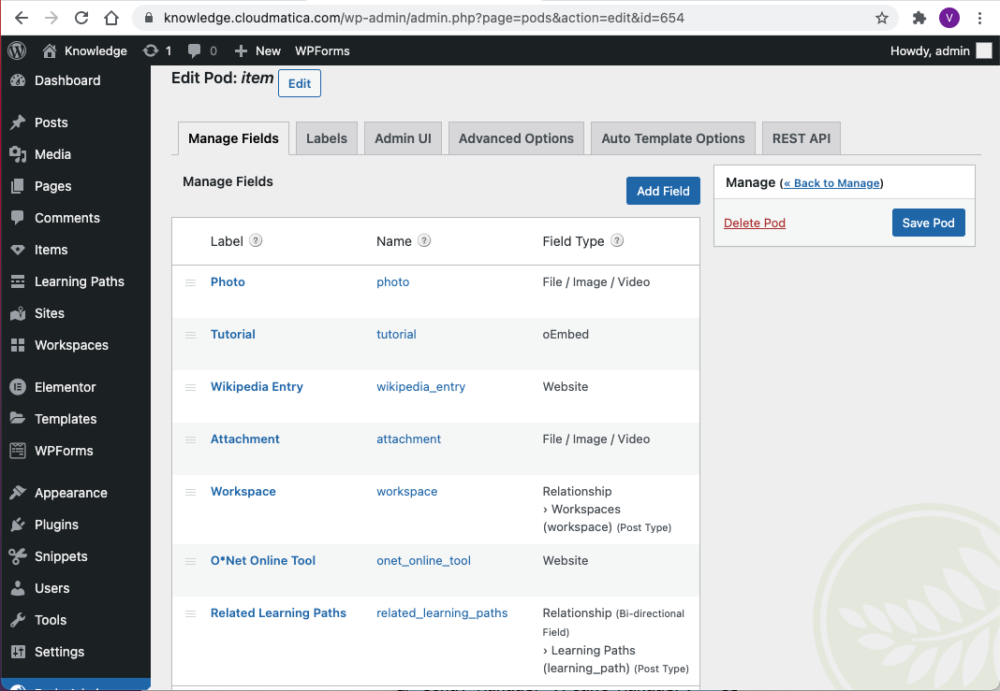 knowledge.cloudmatica.com/wp-admin/admin.php?page=pods&action=edit&id=654
V
Knowledge
1
0
New
WPForms
Howdy, admin
Dashboard
Posts
Media
Pages
Comments
Items
Learning Paths
Sites
Workspaces
Elementor
Templates
WPForms
Appearance
Plugins
Snippets
Users
Tools
Settings
Edit Pod: item Edit
Manage Fields
Labels
Admin UI
Advanced Options
Auto Template Options
REST API
Manage Fields
Add Field
Label ? Name ? Field Type ?
Photo photo File / Image / Video
Tutorial tutorial oEmbed
Wikipedia Entry wikipedia_entry Website
Attachment attachment File / Image / Video
Workspace workspace Relationship
› Workspaces
(workspace) (Post Type)
O*Net Online Tool onet_online_tool Website
Related Learning Paths related_learning_paths Relationship (Bi-directional
Field)
› Learning Paths
(learning_path) (Post Type)
Manage (« Back to Manage)
Delete Pod
Save Pod